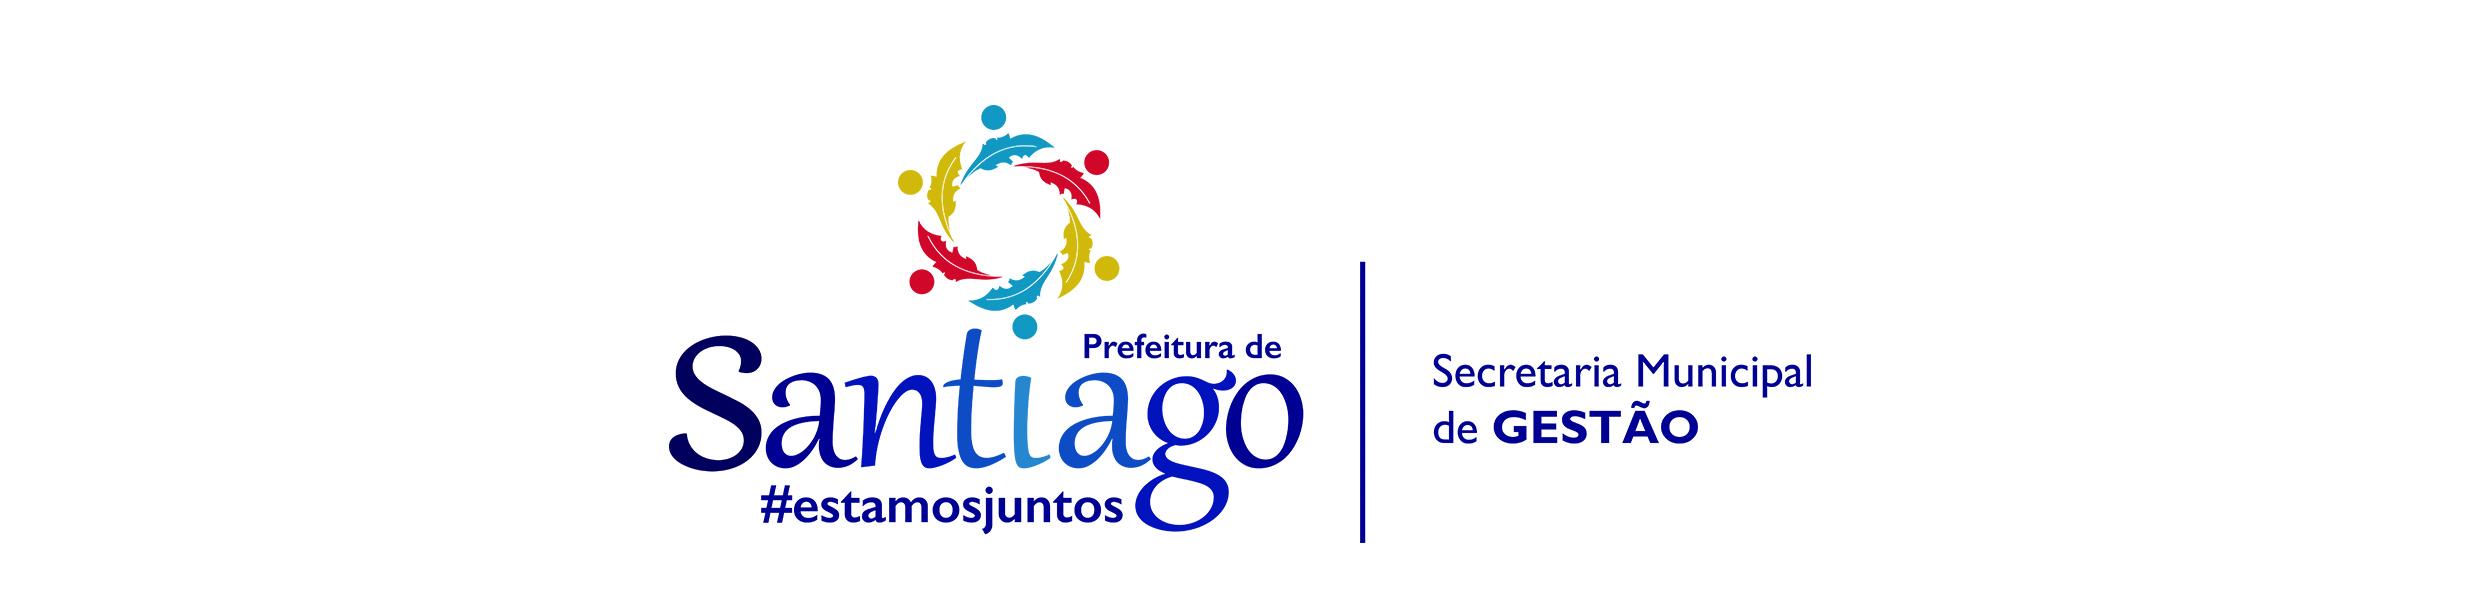 Prefeitura de
Santiago
#estamosjuntos
Secretaria Municipal
de GESTÃO